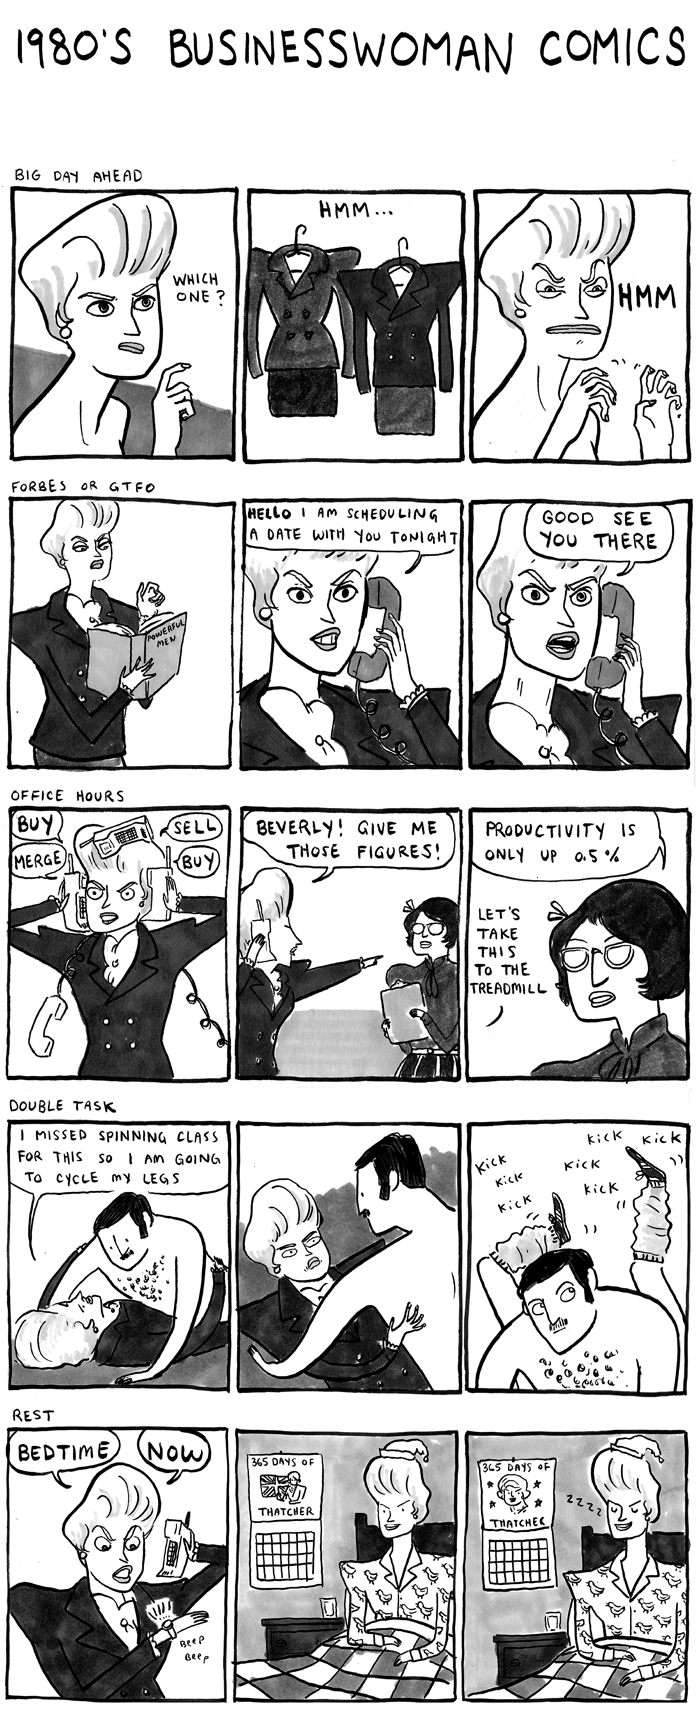 1980'S BUSINESSWOMAN COMICS
BIG DAY AHEAD
WHICH
ONE?
HMM...
HMM
FORBES OR GTFO
POWERFUL
MEN
HELLO I AM SCHEDULING
A DATE WITH YOU TONIGHT
GOOD SEE
YOU THERE
OFFICE HOURS
BUY
SELL
MERGE
BUY
BEVERLY! GIVE ME
THOSE FIGURES!
PRODUCTIVITY IS
ONLY UP 0.5%
LET'S
TAKE
THIS
TO THE
TREADMILL
DOUBLE TASK
I MISSED SPINNING CLASS
FOR THIS SO I AM GOING
TO CYCLE MY LEGS
KICK
KICK
KICK
KICK
KICK
KICK
KICK
REST
BEDTIME
NOW
BEEP
BEEP
365 DAYS OF
THATCHER
365 DAYS OF
THATCHER
ZZZZ